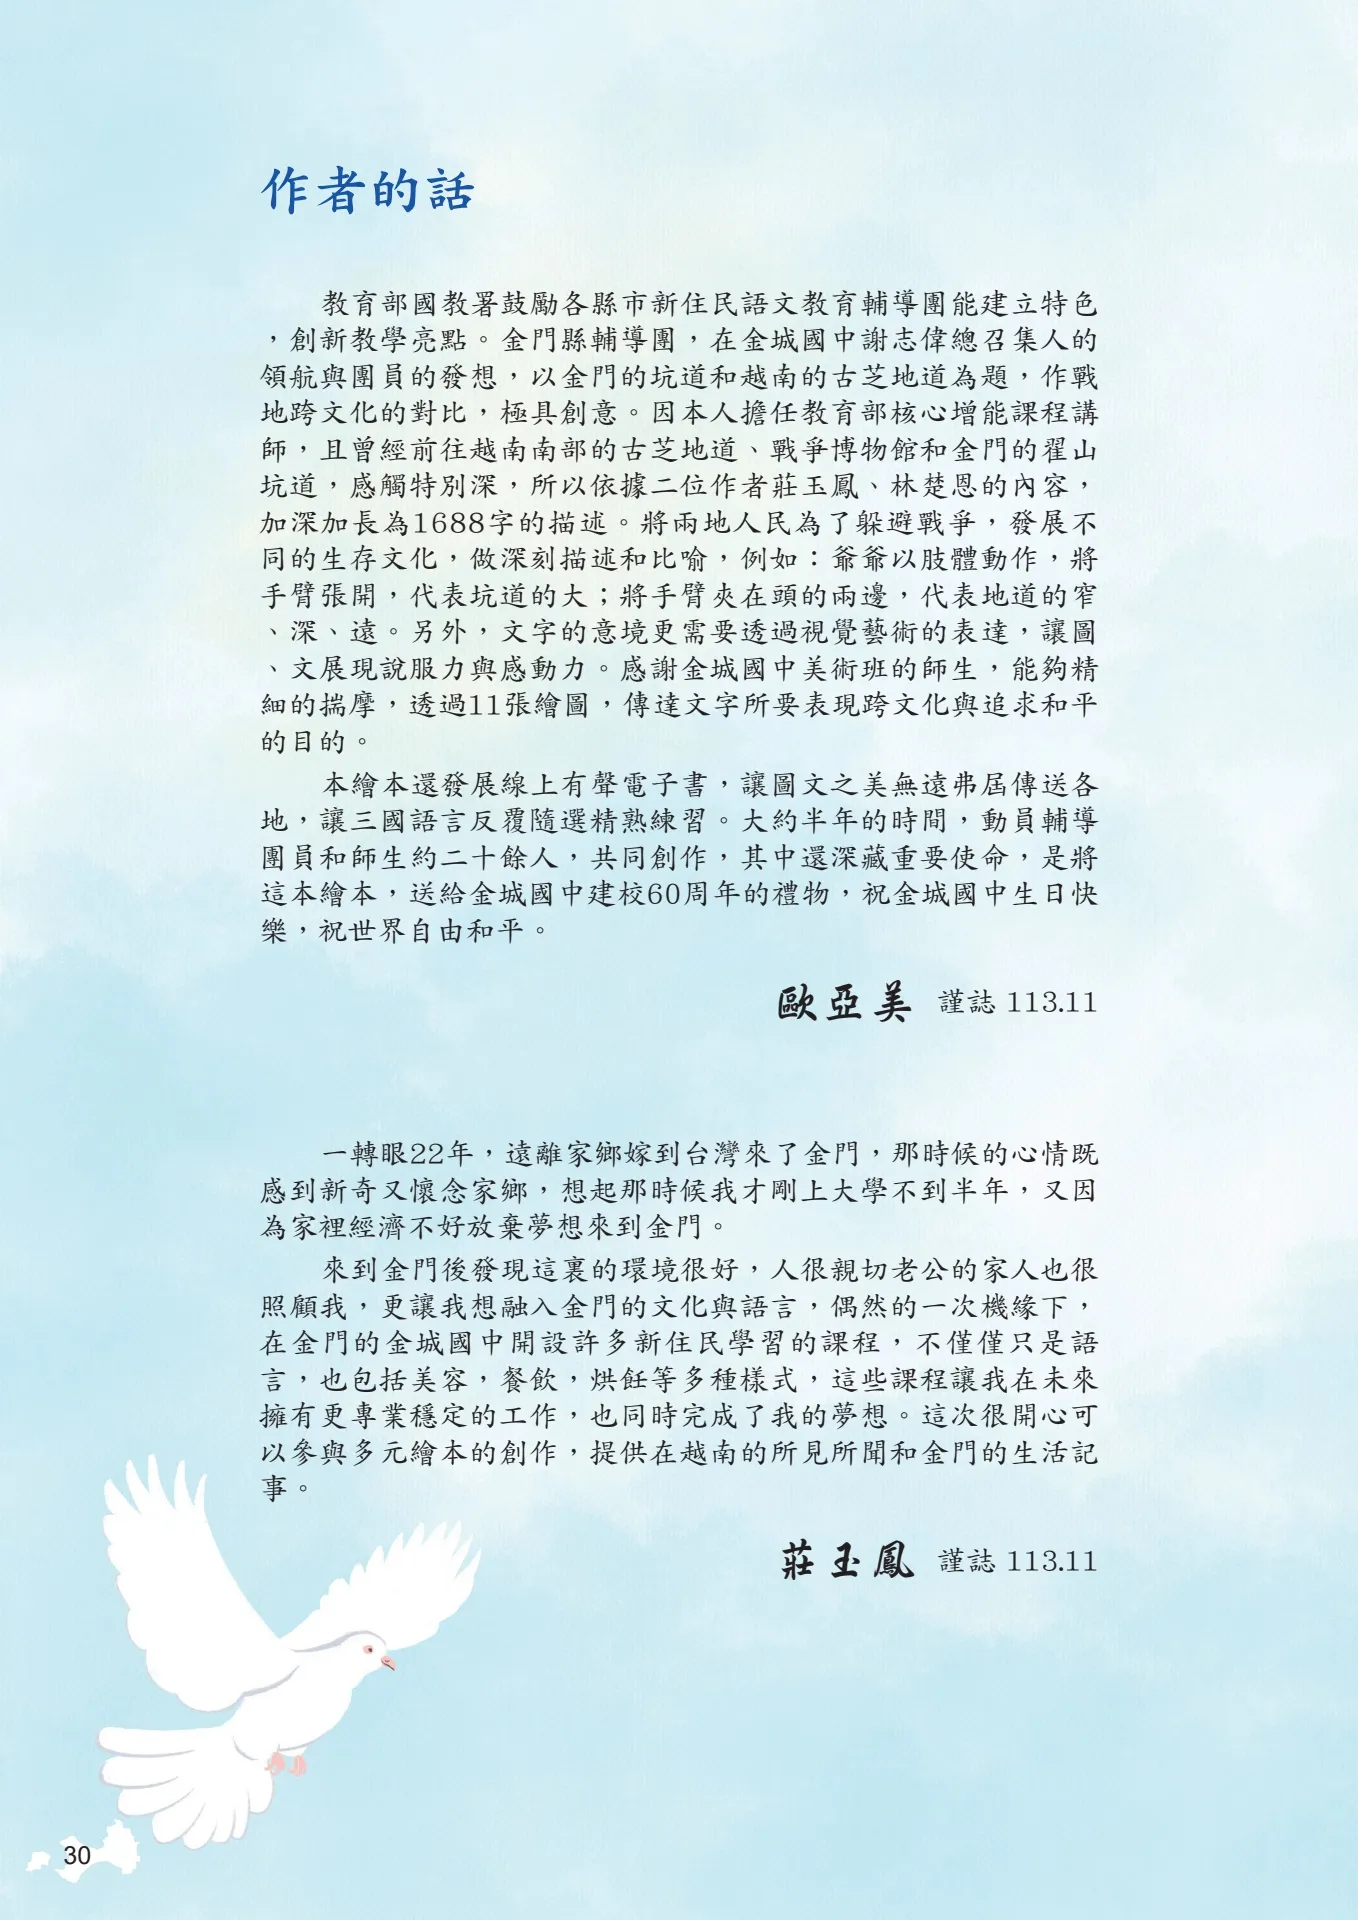 作者的話
教育部國教署鼓勵各縣市新住民語文教育輔導團能建立特色
，創新教學亮點。金門縣輔導團，在金城國中謝志偉總召集人的
領航與團員的發想，以金門的坑道和越南的古芝地道為題，作戰
地跨文化的對比，極具創意。因本人擔任教育部核心增能課程講
師，且曾經前往越南南部的古芝地道、戰爭博物館和金門的翟山
坑道，感觸特別深，所以依據二位作者莊玉鳳、林楚恩的內容，
加深加長為1688字的描述。將兩地人民為了躲避戰爭，發展不
同的生存文化，做深刻描述和比喻，例如：爺爺以肢體動作，將
手臂張開，代表坑道的大；將手臂夾在頭的兩邊，代表地道的窄
、深、遠。另外，文字的意境更需要透過視覺藝術的表達，讓圖
、文展現說服力與感動力。感謝金城國中美術班的師生，能夠精
細的揣摩，透過11張繪圖，傳達文字所要表現跨文化與追求和平
的目的。
本繪本還發展線上有聲電子書，讓圖文之美無遠弗屆傳送各
地，讓三國語言反覆隨選精熟練習。大約半年的時間，動員輔導
團員和師生約二十餘人，共同創作，其中還深藏重要使命，是將
這本繪本，送給金城國中建校60周年的禮物，祝金城國中生日快
樂，祝世界自由和平。
歐亞美 謹誌 113.11
一轉眼22年，遠離家鄉嫁到台灣來了金門，那時候的心情既
感到新奇又懷念家鄉，想起那時候我才剛上大學不到半年，又因
為家裡經濟不好放棄夢想來到金門。
來到金門後發現這裏的環境很好，人很親切老公的家人也很
照顧我，更讓我想融入金門的文化與語言，偶然的一次機緣下，
在金門的金城國中開設許多新住民學習的課程，不僅僅只是語
言，也包括美容，餐飲，烘飪等多種樣式，這些課程讓我在未來
擁有更專業穩定的工作，也同時完成了我的夢想。這次很開心可
以參與多元繪本的創作，提供在越南的所見所聞和金門的生活記
事。
莊玉鳳 謹誌 113.11
30